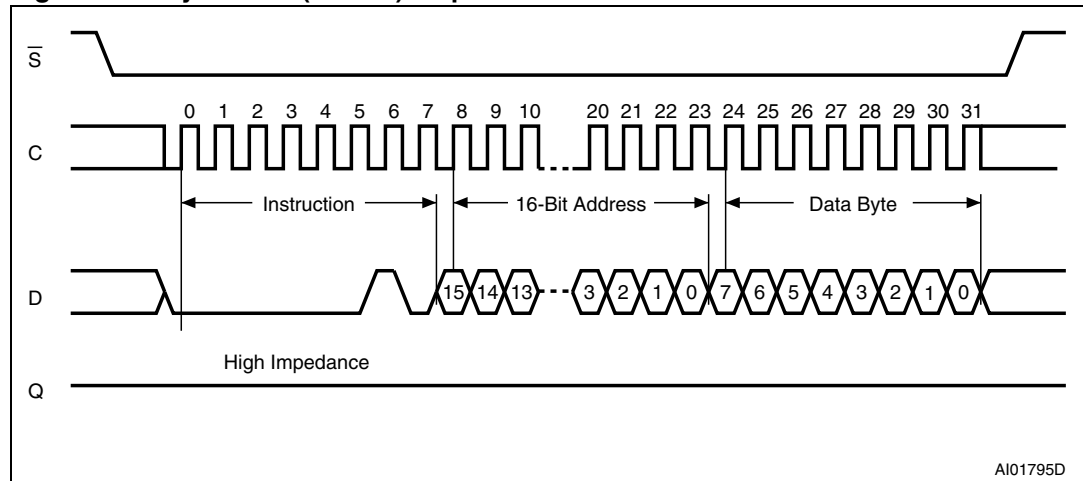 S
0 1 2 3 4 5 6 7 8 9 10 20 21 22 23 24 25 26 27 28 29 30 31
C
Instruction 16-Bit Address Data Byte
D 15 14 13 3 2 1 0 7 6 5 4 3 2 1 0
High Impedance
Q
AI01795D